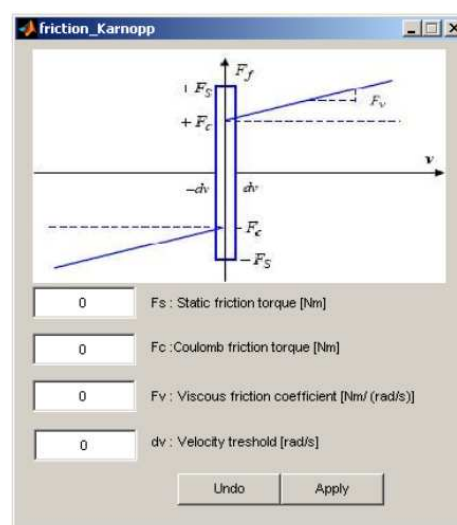 friction_Karnopp
F_f
+ F_S
+ F_c
F_v
v
-dv dv
- F_c
- F_S
0 Fs : Static friction torque [Nm]
0 Fc :Coulomb friction torque [Nm]
0 Fv : Viscous friction coefficient [Nm/ (rad/s)]
0 dv : Velocity treshold [rad/s]
Undo Apply